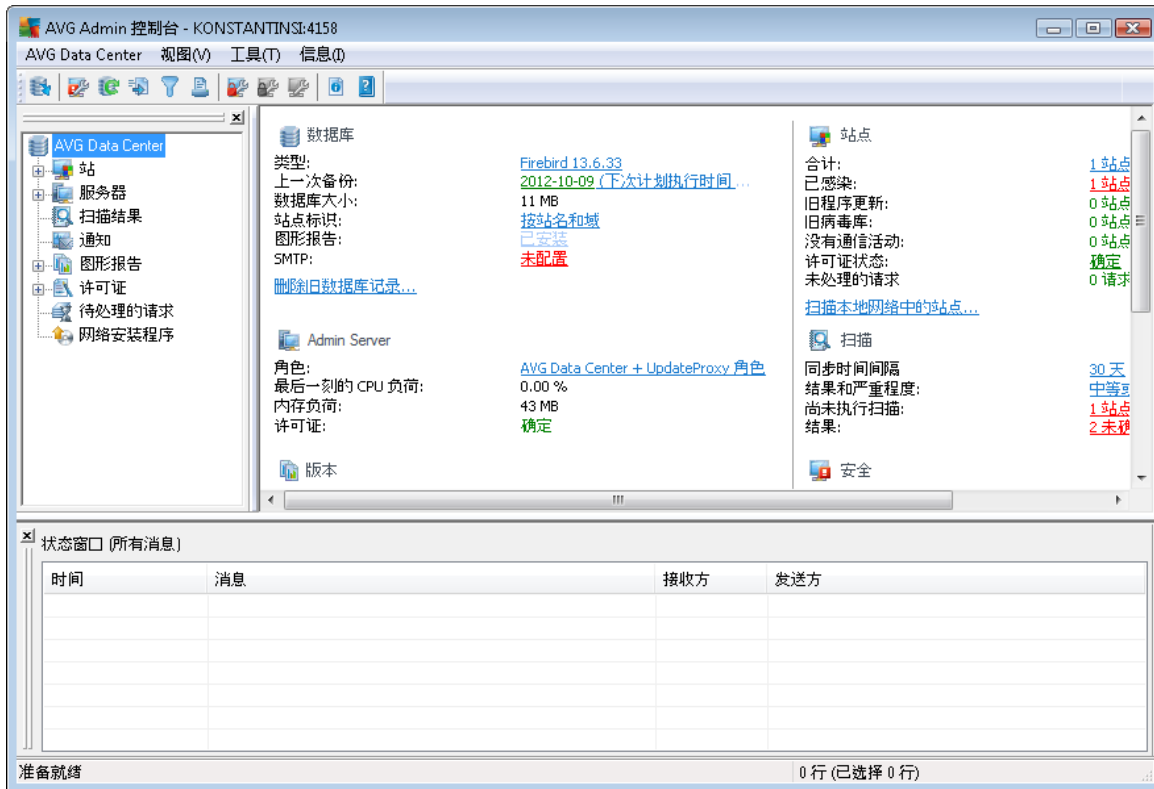 AVG Admin 控制台 - KONSTANTINSI:4158
AVG Data Center 视图(V) 工具(T) 信息(I)
AVG Data Center
站
服务器
扫描结果
通知
图形报告
许可证
待处理的请求
网络安装程序
数据库
类型: Firebird 13.6.33
上一次备份: 2012-10-09 (下次计划执行时间 ...
数据库大小: 11 MB
站点标识: 按站名和域
图形报告: 已安装
SMTP: 未配置
删除旧数据库记录...
Admin Server
角色: AVG Data Center + UpdateProxy 角色
最后一刻的 CPU 负荷: 0.00 %
内存负荷: 43 MB
许可证: 确定
版本
站点
合计: 1 站点
已感染: 1 站点
旧程序更新: 0 站点
旧病毒库: 0 站点
没有通信活动: 0 站点
许可证状态: 确定
未处理的请求 0 请求
扫描本地网络中的站点...
扫描
同步时间间隔 30 天
结果和严重程度: 中等
尚未执行扫描: 1 站点
结果: 2 未
安全
状态窗口 (所有消息)
时间 消息 接收方 发送方
准备就绪 0 行 (已选择 0 行)